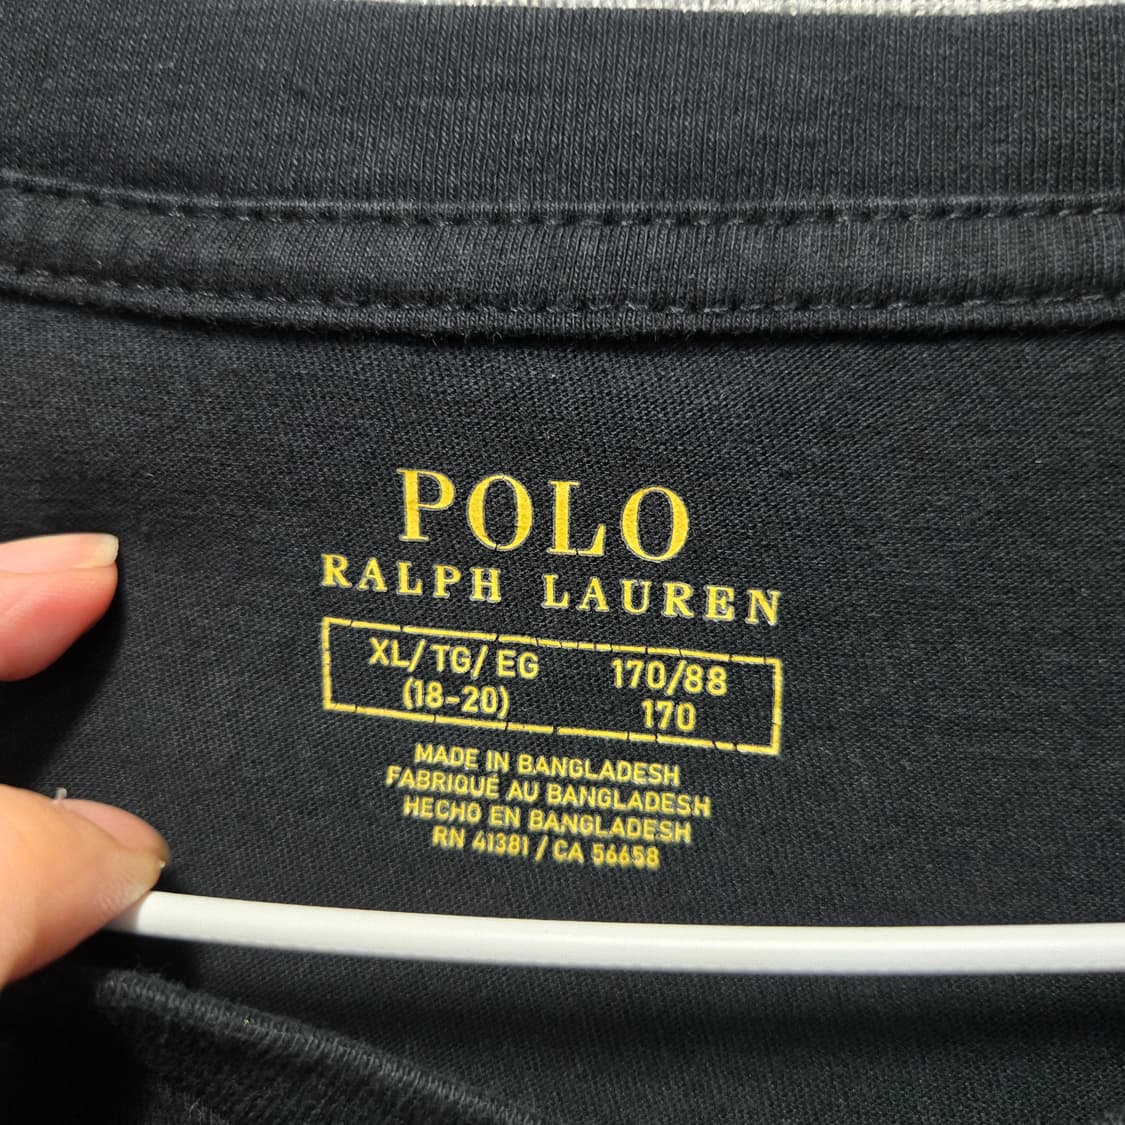 POLO
RALPH LAUREN
XL/ TG/ EG 170/88
(18-20) 170
MADE IN BANGLADESH
FABRIQUÉ AU BANGLADESH
HECHO EN BANGLADESH
RN 41381 / CA 56658